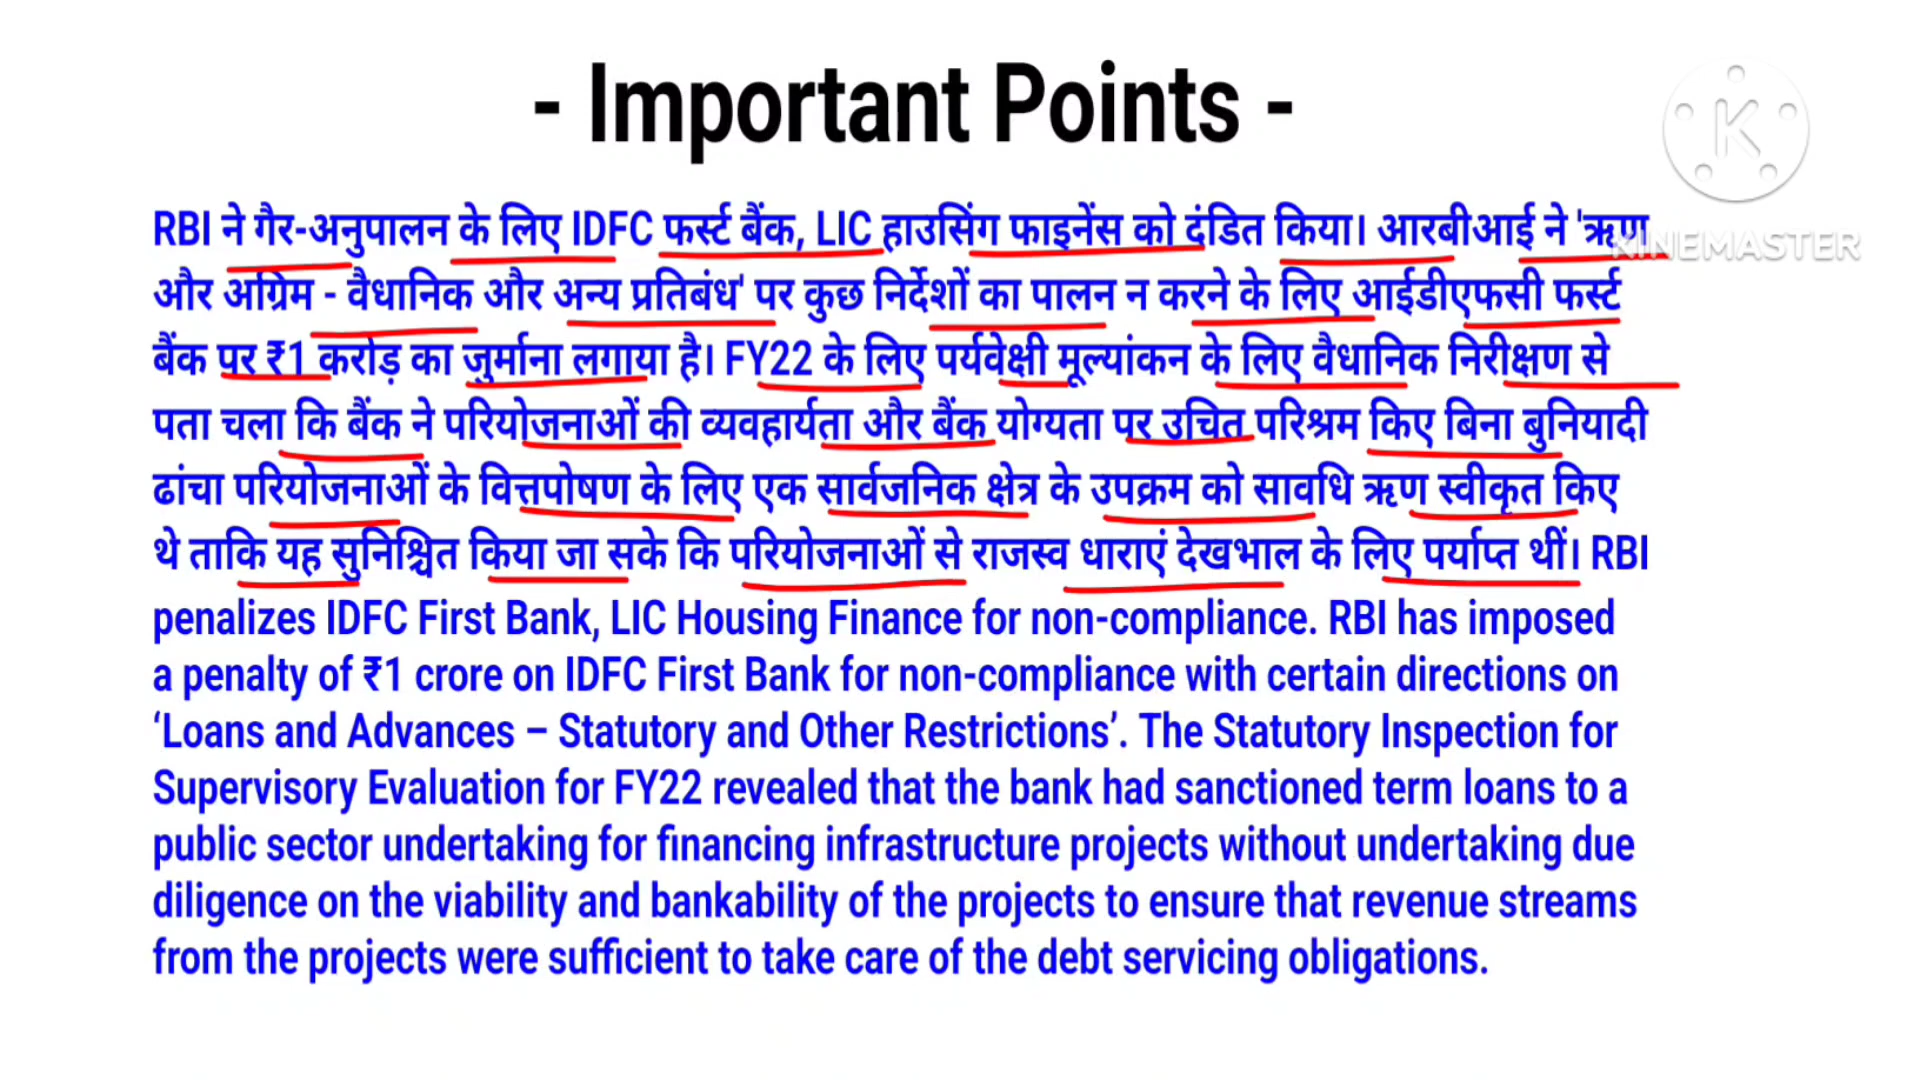 - Important Points -
K
KINEMASTER
RBI ने गैर-अनुपालन के लिए IDFC फर्स्ट बैंक, LIC हाउसिंग फाइनेंस को दंडित किया। आरबीआई ने 'ऋण
और अग्रिम - वैधानिक और अन्य प्रतिबंध' पर कुछ निर्देशों का पालन न करने के लिए आईडीएफसी फर्स्ट
बैंक पर ₹1 करोड़ का जुर्माना लगाया है। FY22 के लिए पर्यवेक्षी मूल्यांकन के लिए वैधानिक निरीक्षण से
पता चला कि बैंक ने परियोजनाओं की व्यवहार्यता और बैंक योग्यता पर उचित परिश्रम किए बिना बुनियादी
ढांचा परियोजनाओं के वित्तपोषण के लिए एक सार्वजनिक क्षेत्र के उपक्रम को सावधि ऋण स्वीकृत किए
थे ताकि यह सुनिश्चित किया जा सके कि परियोजनाओं से राजस्व धाराएं देखभाल के लिए पर्याप्त थीं। RBI
penalizes IDFC First Bank, LIC Housing Finance for non-compliance. RBI has imposed
a penalty of ₹1 crore on IDFC First Bank for non-compliance with certain directions on
‘Loans and Advances – Statutory and Other Restrictions’. The Statutory Inspection for
Supervisory Evaluation for FY22 revealed that the bank had sanctioned term loans to a
public sector undertaking for financing infrastructure projects without undertaking due
diligence on the viability and bankability of the projects to ensure that revenue streams
from the projects were sufficient to take care of the debt servicing obligations.